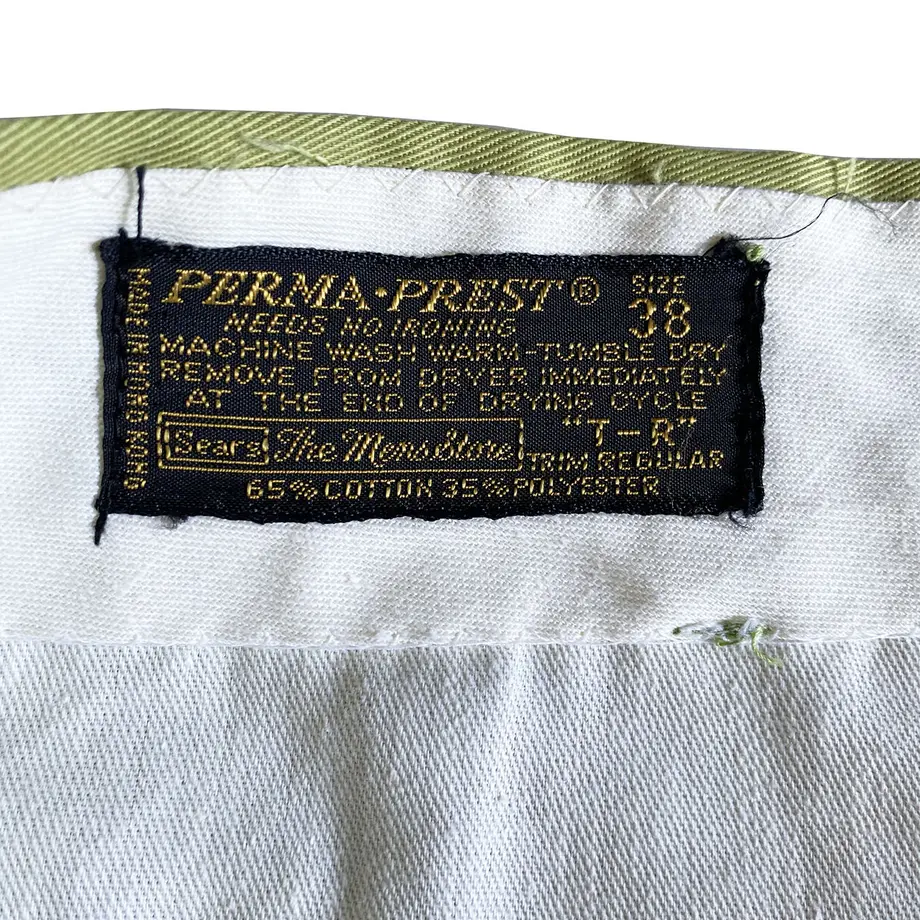 PERMA·PREST®
SIZE
38
NEEDS NO IRONING
MACHINE WASH WARM-TUMBLE DRY
REMOVE FROM DRYER IMMEDIATELY
AT THE END OF DRYING CYCLE
Sears The Mens Store
"T-R"
TRIM REGULAR
65% COTTON 35% POLYESTER
MADE IN HONG KONG